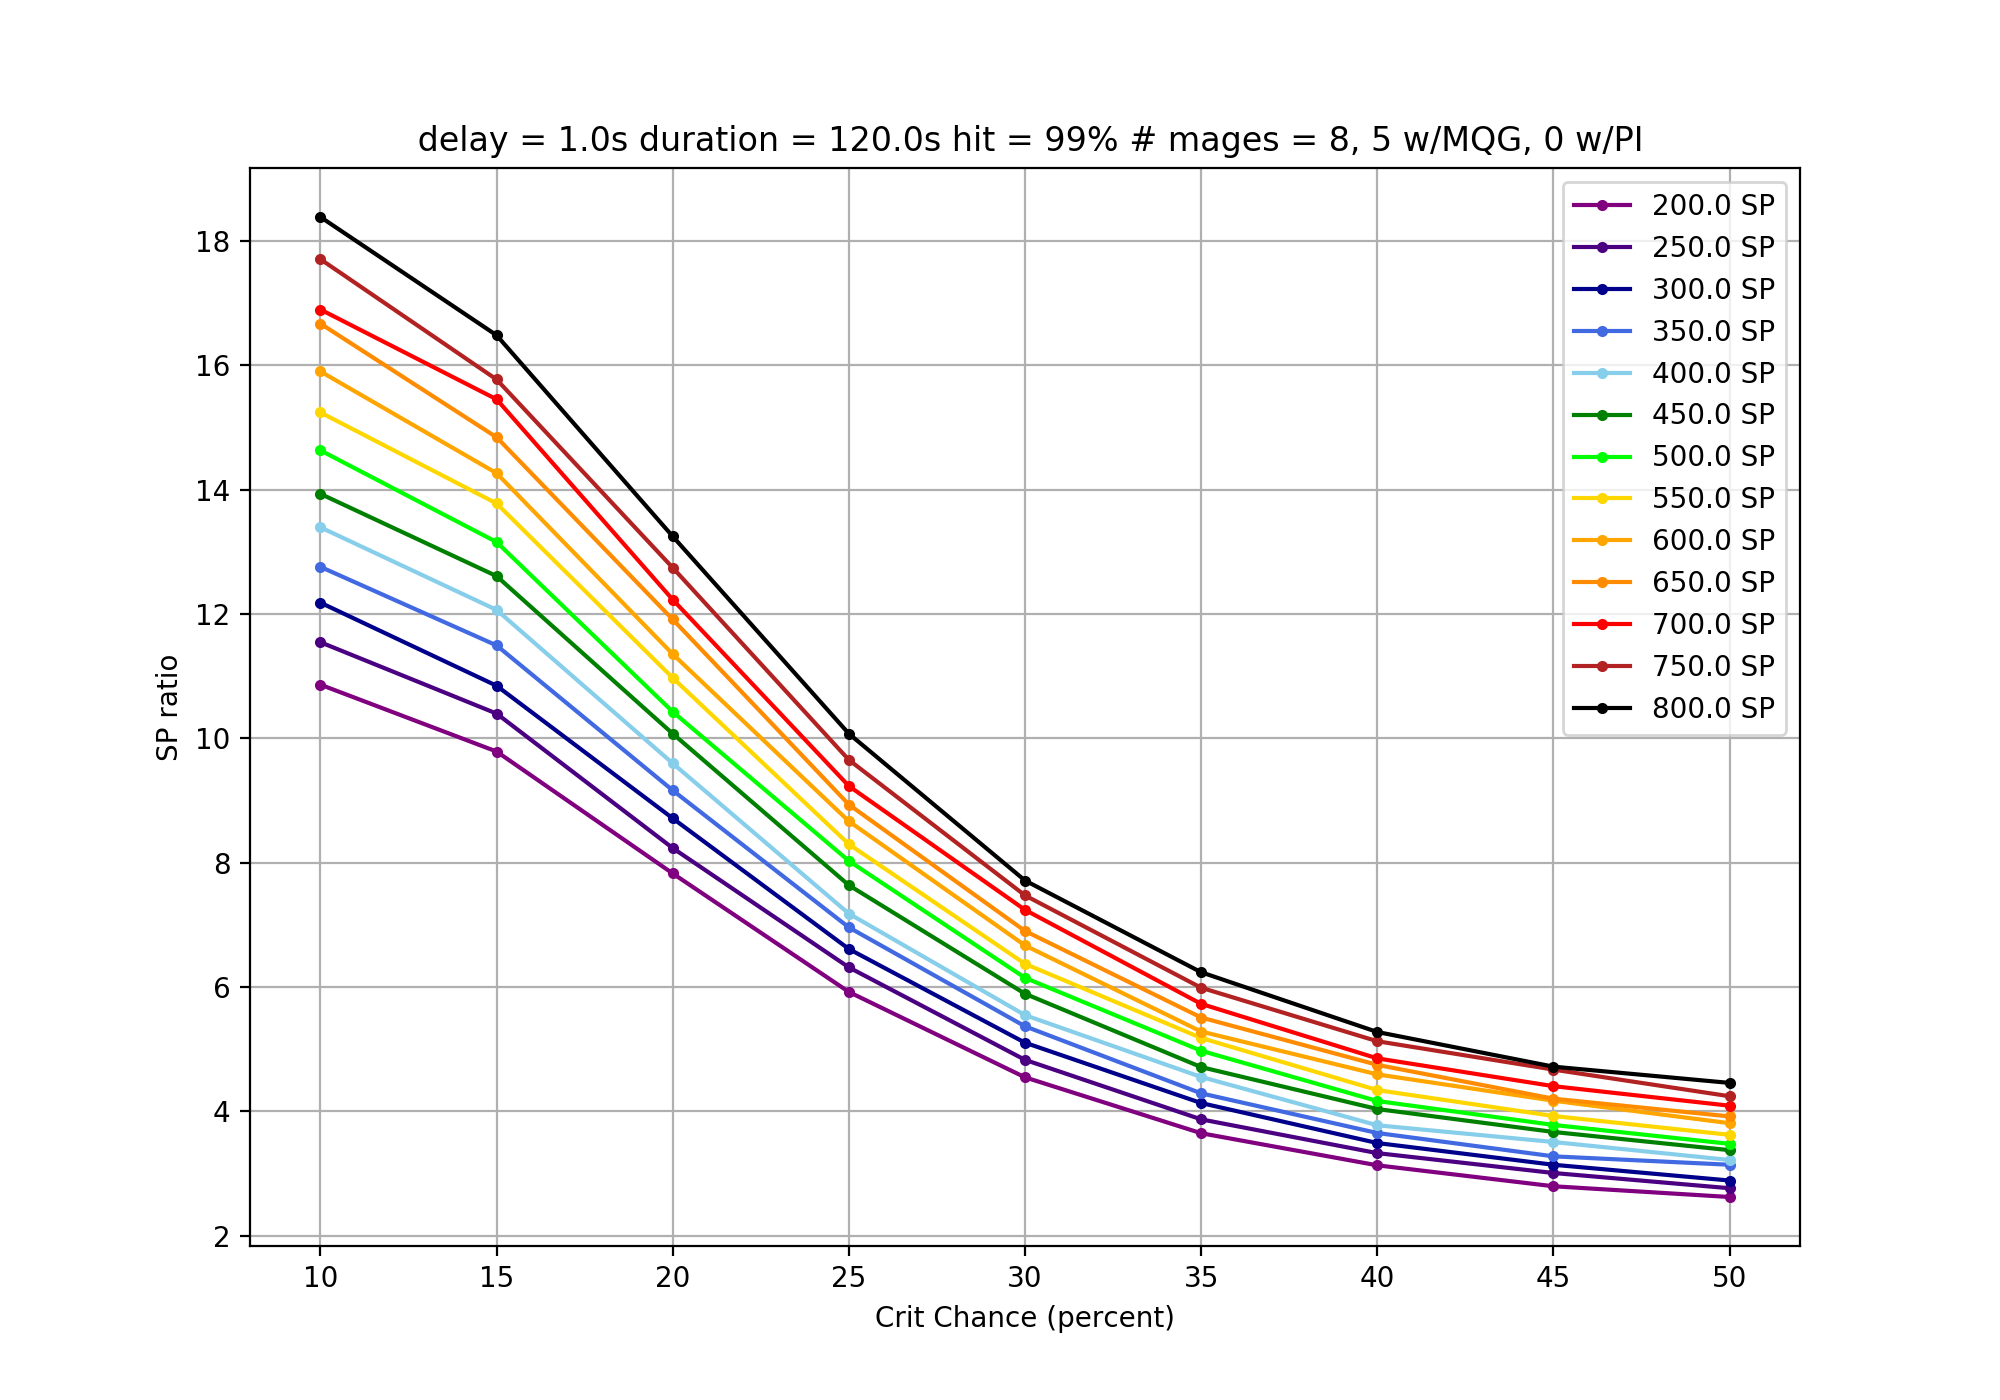 delay = 1.0s duration = 120.0s hit = 99% # mages = 8, 5 w/MQG, 0 w/PI
200.0 SP
250.0 SP
300.0 SP
350.0 SP
400.0 SP
450.0 SP
500.0 SP
550.0 SP
600.0 SP
650.0 SP
700.0 SP
750.0 SP
800.0 SP
SP ratio
18
16
14
12
10
8
6
4
2
10 15 20 25 30 35 40 45 50
Crit Chance (percent)